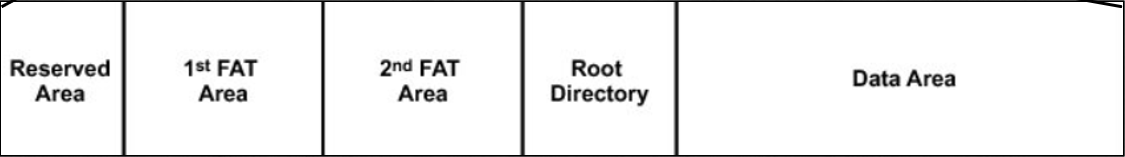 Reserved
Area
1st FAT
Area
2nd FAT
Area
Root
Directory
Data Area